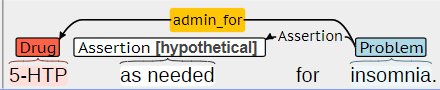 admin_for
Drug Assertion [hypothetical] Assertion Problem
5-HTP as needed for insomnia.